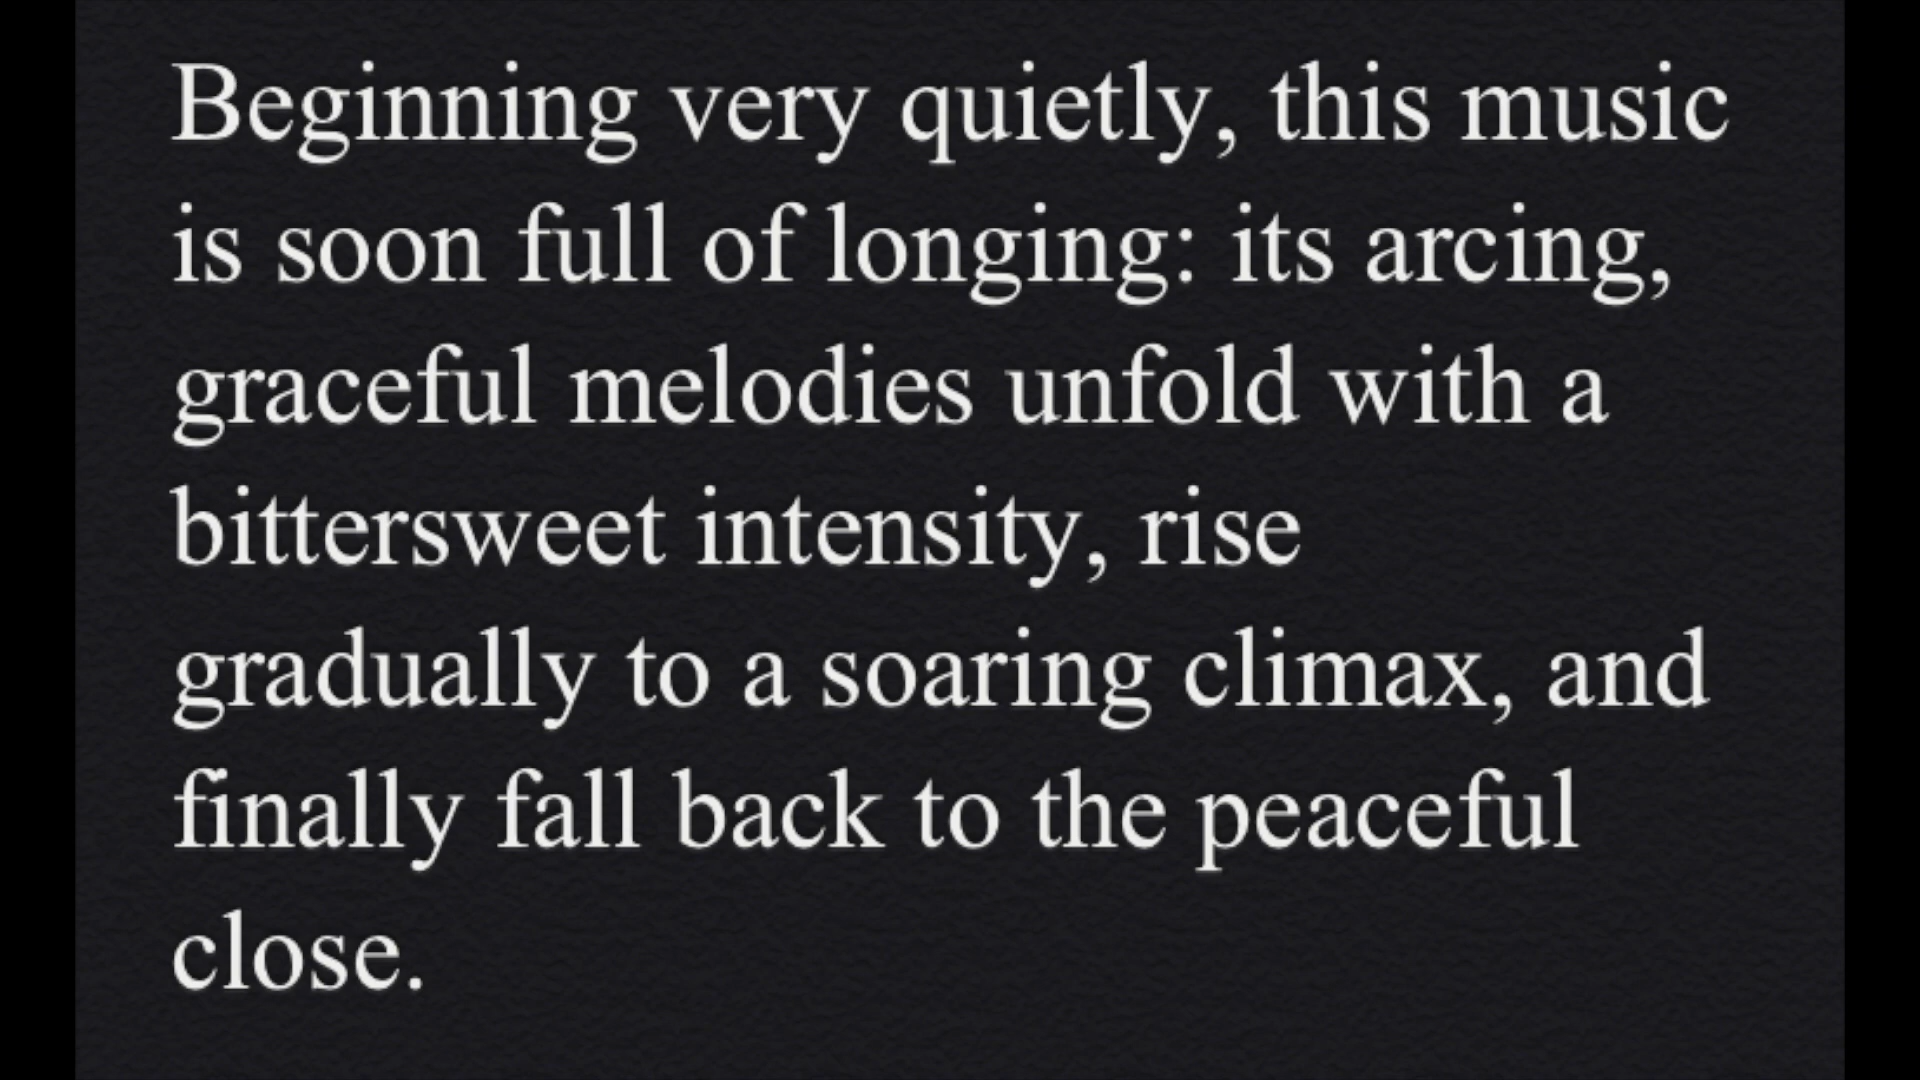 Beginning very quietly, this music
is soon full of longing: its arcing,
graceful melodies unfold with a
bittersweet intensity, rise
gradually to a soaring climax, and
finally fall back to the peaceful
close.